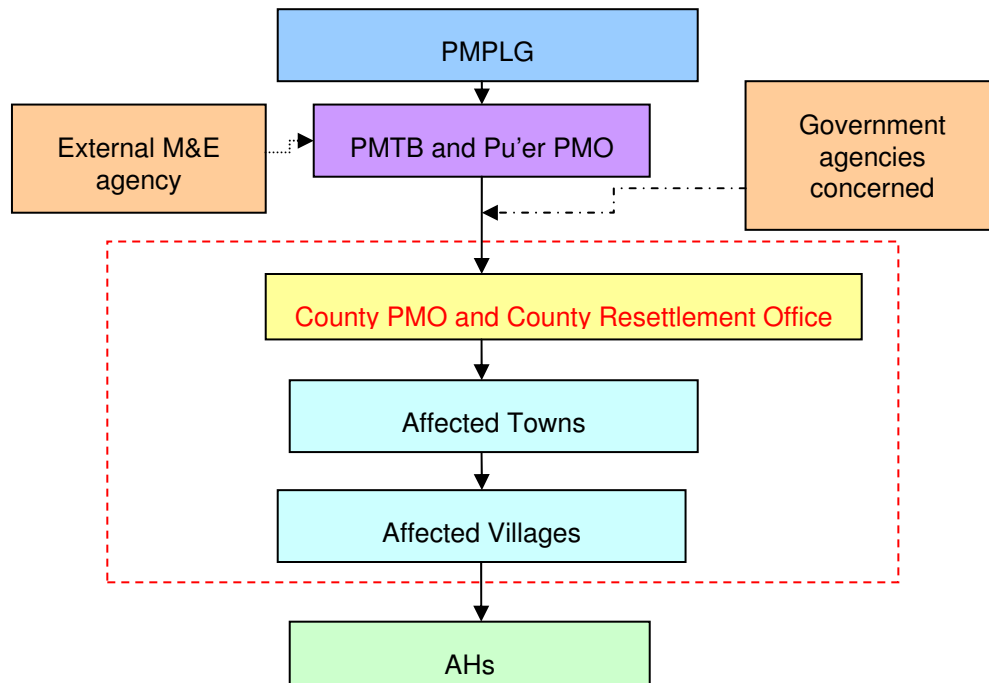 PMPLG
External M&E
agency
PMTB and Pu’er PMO
Government
agencies
concerned
County PMO and County Resettlement Office
Affected Towns
Affected Villages
AHs